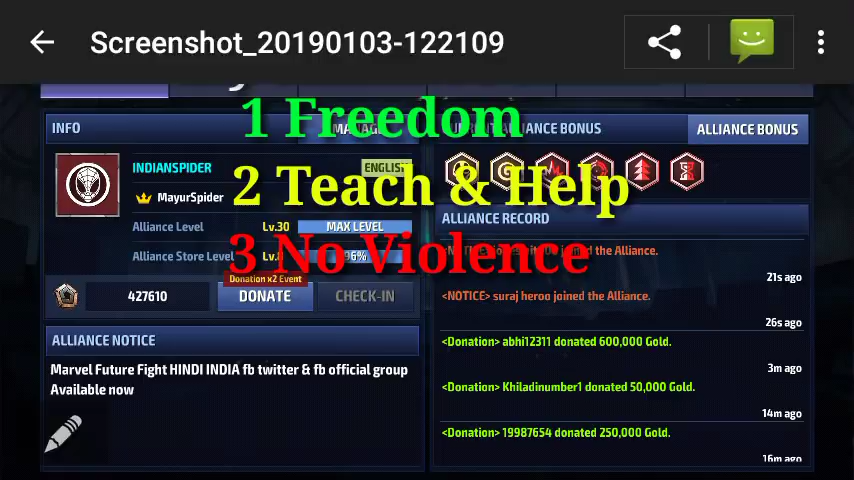 Screenshot_20190103-122109
1 Freedom
2 Teach & Help
3 No Violence
INFO
ALLIANCE BONUS
ALLIANCE BONUS
INDIANSPIDER
ENGLISH
MayurSpider
Alliance Level Lv.30 MAX LEVEL
Alliance Store Level 96%
Donation x2 Event
427610 DONATE CHECK-IN
ALLIANCE NOTICE
Marvel Future Fight HINDI INDIA fb twitter & fb official group
Available now
ALLIANCE RECORD
joined the Alliance.
21s ago
<NOTICE> suraj heroo joined the Alliance.
26s ago
<Donation> abhi12311 donated 600,000 Gold.
3m ago
<Donation> Khiladinumber1 donated 50,000 Gold.
14m ago
<Donation> 19987654 donated 250,000 Gold.
16m ago